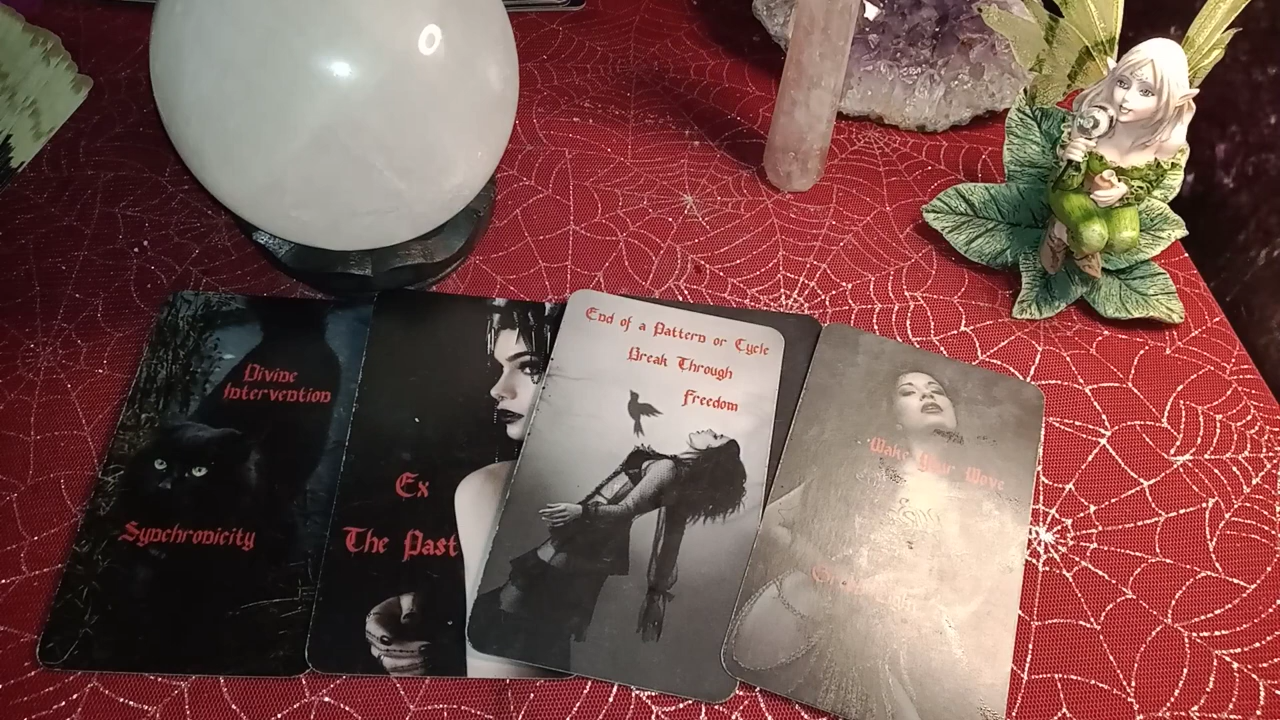 Divine
Intervention
Synchronicity
Ex
The Past
End of a Pattern or Cycle
Break Through
Freedom
Make Your Move